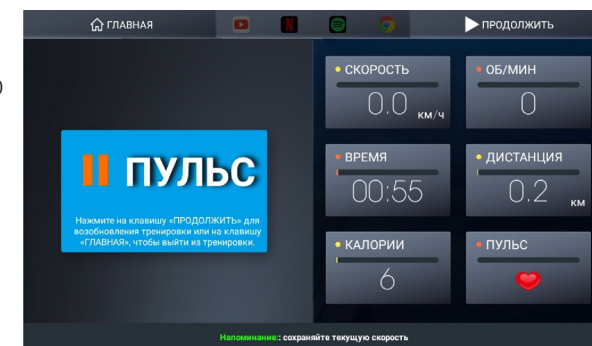 )
ГЛАВНАЯ
ПРОДОЛЖИТЬ
ПУЛЬС
Нажмите на клавишу «ПРОДОЛЖИТЬ» для
возобновления тренировки или на клавишу
«ГЛАВНАЯ», чтобы выйти из тренировки.
СКОРОСТЬ
0.0 км/ч
ОБ/МИН
0
ВРЕМЯ
00:55
ДИСТАНЦИЯ
0.2 км
КАЛОРИИ
6
ПУЛЬС
Напоминание:: сохраняйте текущую скорость